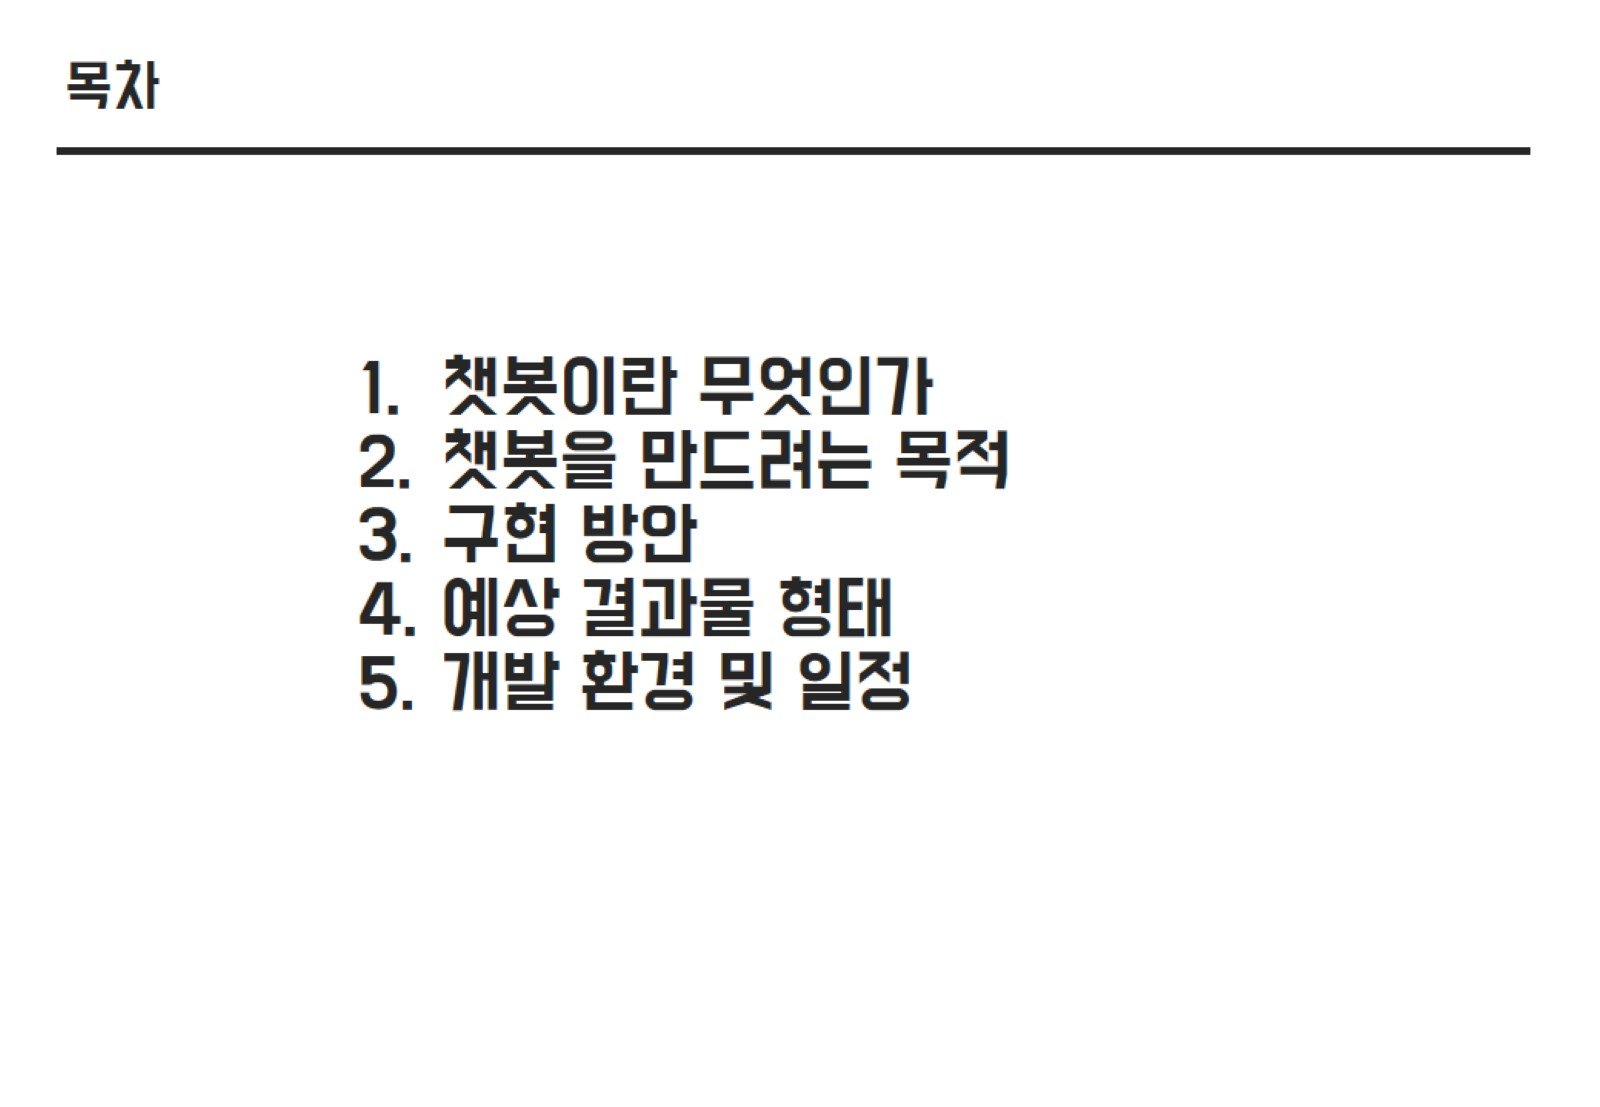 목차
1. 챗봇이란 무엇인가
2. 챗봇을 만드려는 목적
3. 구현 방안
4. 예상 결과물 형태
5. 개발 환경 및 일정